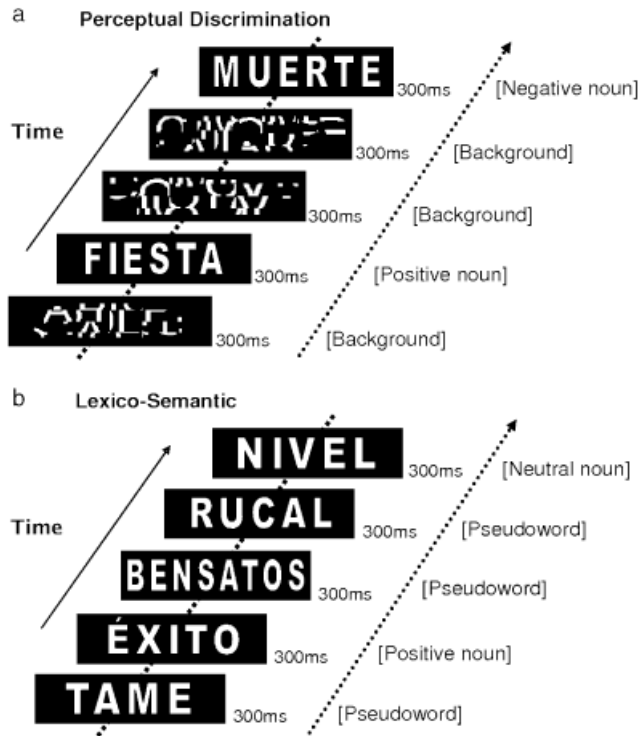 a Perceptual Discrimination
MUERTE
300ms
[Negative noun]
Time
300ms
[Background]
300ms
[Background]
FIESTA
300ms
[Positive noun]
300ms
[Background]
b Lexico-Semantic
NIVEL
300ms
[Neutral noun]
Time
RUCAL
300ms
[Pseudoword]
BENSATOS
300ms
[Pseudoword]
ÉXITO
300ms
[Positive noun]
TAME
300ms
[Pseudoword]